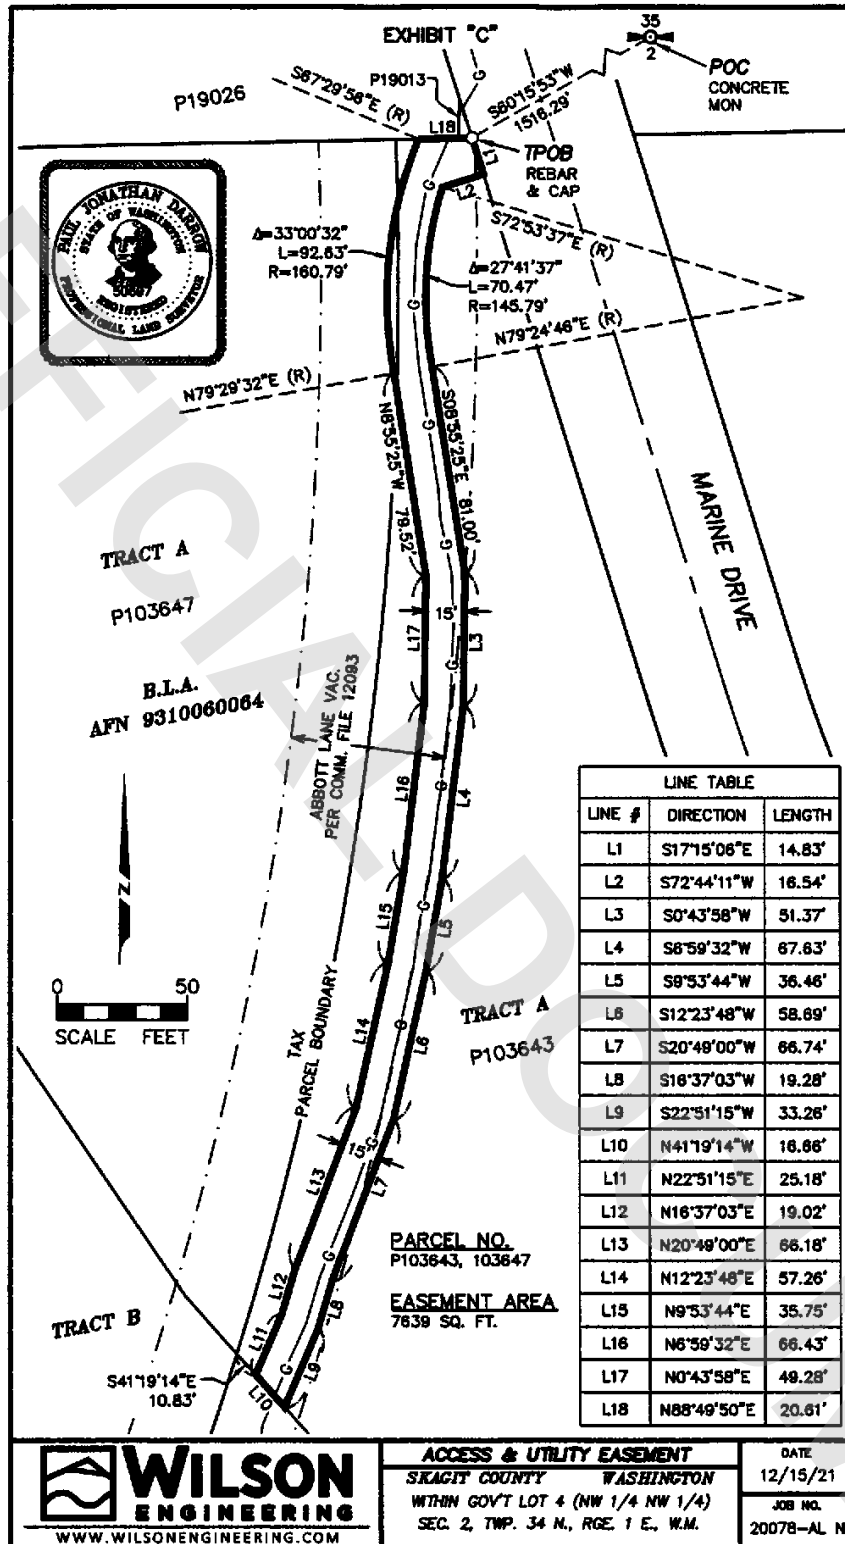 EXHIBIT "C"
35
2
POC
CONCRETE
MON
S60°15'53"W
1516.29'
P19013
S67°29'58"E (R)
P19026
L18
TPOB
REBAR
& CAP
L1
L2
PAUL JONATHAN DARROW
STATE OF WASHINGTON
REGISTERED
PROFESSIONAL LAND SURVEYOR
Δ=33°00'32"
L=92.63'
R=160.79'
S72°53'37"E (R)
Δ=27°41'37"
L=70.47'
R=145.79'
N79°24'46"E (R)
N79°29'32"E (R)
N8°55'25"W 79.52'
S08°55'25"E 81.00'
MARINE DRIVE
TRACT A
P103647
B.L.A.
AFN 9310060064
15'
L17
L3
ABBOTT LANE VAC.
PER COMM. FILE 12093
L16
L4
L15
L5
N
0 50
SCALE FEET
TAX
PARCEL BOUNDARY
L14
L6
TRACT A
P103643
15'
L13
L7
PARCEL NO.
P103643, 103647
EASEMENT AREA
7639 SQ. FT.
L12
L8
TRACT B
L11
L9
S41°19'14"E
10.83'
L10
G
G
G
G
G
G
G
G
G
G
G
G
G
LINE TABLE
LINE # DIRECTION LENGTH
L1 S17°15'06"E 14.83'
L2 S72°44'11"W 16.54'
L3 S0°43'58"W 51.37'
L4 S6°59'32"W 67.63'
L5 S9°53'44"W 36.46'
L6 S12°23'48"W 58.69'
L7 S20°49'00"W 66.74'
L8 S16°37'03"W 19.28'
L9 S22°51'15"W 33.26'
L10 N41°19'14"W 16.66'
L11 N22°51'15"E 25.18'
L12 N16°37'03"E 19.02'
L13 N20°49'00"E 66.18'
L14 N12°23'48"E 57.26'
L15 N9°53'44"E 35.75'
L16 N6°59'32"E 66.43'
L17 N0°43'58"E 49.28'
L18 N88°49'50"E 20.61'
WILSON
ENGINEERING
WWW.WILSONENGINEERING.COM
ACCESS & UTILITY EASEMENT
SKAGIT COUNTY WASHINGTON
WITHIN GOV'T LOT 4 (NW 1/4 NW 1/4)
SEC. 2, TWP. 34 N., RGE. 1 E., W.M.
DATE
12/15/21
JOB NO.
20078-AL N